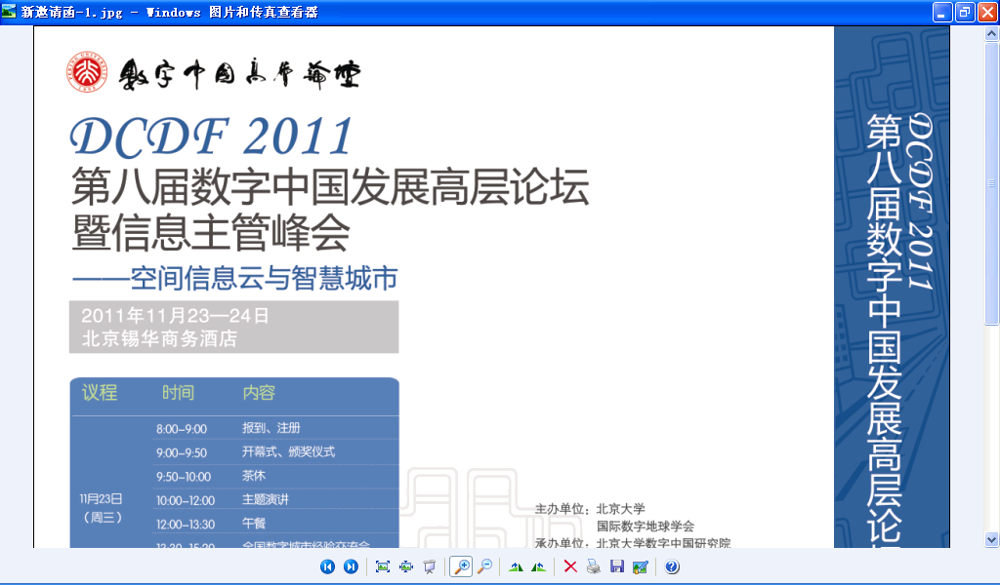 新邀请函-1.jpg - Windows 图片和传真查看器
数字中国高层论坛
DCDF 2011
第八届数字中国发展高层论坛
暨信息主管峰会
——空间信息云与智慧城市
2011年11月23—24日
北京锡华商务酒店
议程 时间 内容
8:00-9:00 报到、注册
9:00-9:50 开幕式、颁奖仪式
9:50-10:00 茶休
11月23日
(周三)
10:00-12:00 主题演讲
12:00-13:30 午餐
13:30-15:20 全国数字城市经验交流会
主办单位：北京大学
国际数字地球学会
承办单位：北京大学数字中国研究院
DCDF 2011
第八届数字中国发展高层论